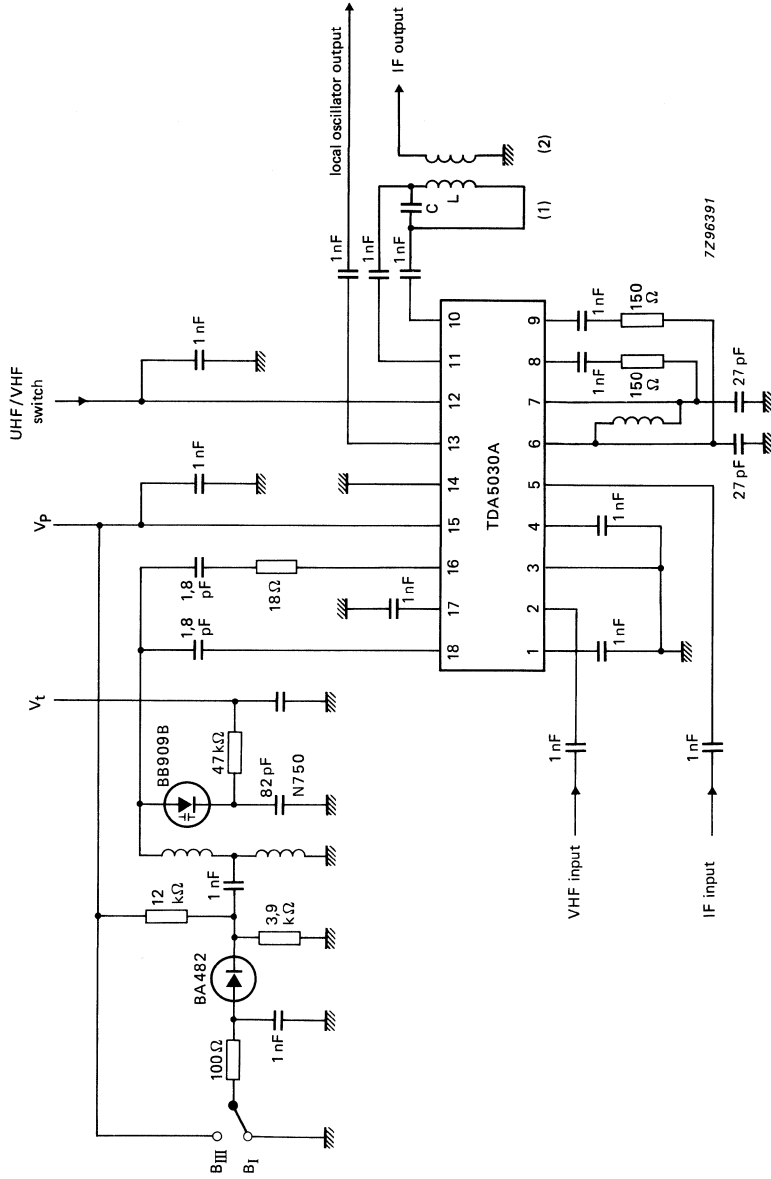 local oscillator output
IF output
(2)
L
C
(1)
1 nF
1 nF
1 nF
7Z96391
UHF/VHF
switch
1 nF
VP
1 nF
1,8
pF
18 Ω
1 nF
1,8
pF
Vt
BB909B
47 kΩ
82 pF
N750
12
kΩ
1 nF
3,9
kΩ
BA482
100 Ω
1 nF
BIII
BI
TDA5030A
18
17
16
15
14
13
12
11
10
1
2
3
4
5
6
7
8
9
1 nF
1 nF
27 pF
27 pF
1 nF
150
Ω
1 nF
150
Ω
1 nF
VHF input
1 nF
IF input